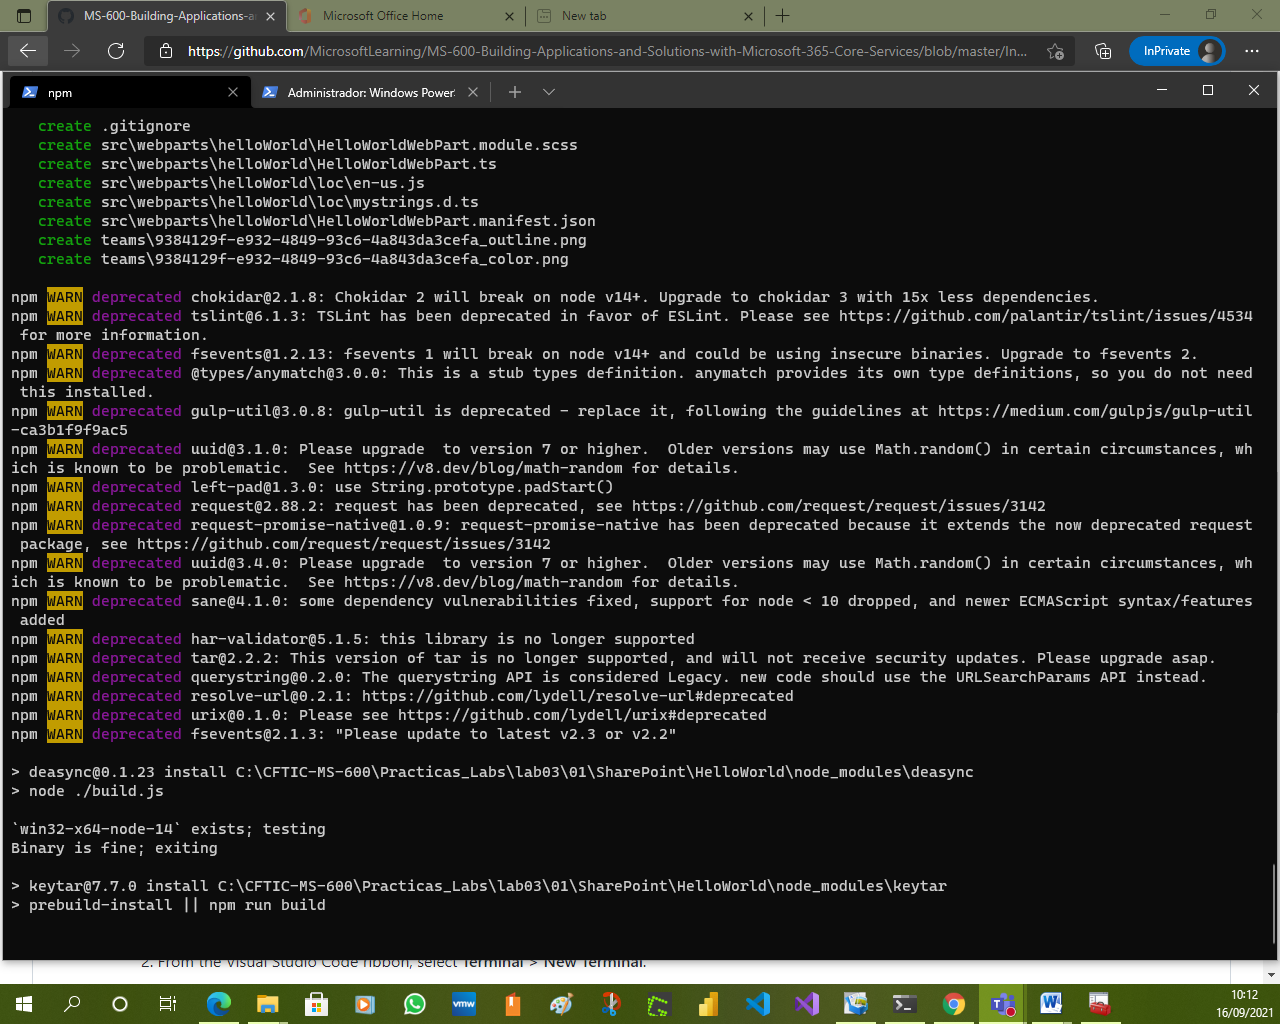 MS-600-Building-Applications-a
Microsoft Office Home
New tab
https://github.com/MicrosoftLearning/MS-600-Building-Applications-and-Solutions-with-Microsoft-365-Core-Services/blob/master/In...
InPrivate
npm
Administrador: Windows Power
create .gitignore
create src\webparts\helloWorld\HelloWorldWebPart.module.scss
create src\webparts\helloWorld\HelloWorldWebPart.ts
create src\webparts\helloWorld\loc\en-us.js
create src\webparts\helloWorld\loc\mystrings.d.ts
create src\webparts\helloWorld\HelloWorldWebPart.manifest.json
create teams\9384129f-e932-4849-93c6-4a843da3cefa_outline.png
create teams\9384129f-e932-4849-93c6-4a843da3cefa_color.png
npm WARN deprecated chokidar@2.1.8: Chokidar 2 will break on node v14+. Upgrade to chokidar 3 with 15x less dependencies.
npm WARN deprecated tslint@6.1.3: TSLint has been deprecated in favor of ESLint. Please see https://github.com/palantir/tslint/issues/4534
for more information.
npm WARN deprecated fsevents@1.2.13: fsevents 1 will break on node v14+ and could be using insecure binaries. Upgrade to fsevents 2.
npm WARN deprecated @types/anymatch@3.0.0: This is a stub types definition. anymatch provides its own type definitions, so you do not need
this installed.
npm WARN deprecated gulp-util@3.0.8: gulp-util is deprecated - replace it, following the guidelines at https://medium.com/gulpjs/gulp-util
-ca3b1f9f9ac5
npm WARN deprecated uuid@3.1.0: Please upgrade  to version 7 or higher.  Older versions may use Math.random() in certain circumstances, wh
ich is known to be problematic.  See https://v8.dev/blog/math-random for details.
npm WARN deprecated left-pad@1.3.0: use String.prototype.padStart()
npm WARN deprecated request@2.88.2: request has been deprecated, see https://github.com/request/request/issues/3142
npm WARN deprecated request-promise-native@1.0.9: request-promise-native has been deprecated because it extends the now deprecated request
package, see https://github.com/request/request/issues/3142
npm WARN deprecated uuid@3.4.0: Please upgrade  to version 7 or higher.  Older versions may use Math.random() in certain circumstances, wh
ich is known to be problematic.  See https://v8.dev/blog/math-random for details.
npm WARN deprecated sane@4.1.0: some dependency vulnerabilities fixed, support for node < 10 dropped, and newer ECMAScript syntax/features
added
npm WARN deprecated har-validator@5.1.5: this library is no longer supported
npm WARN deprecated tar@2.2.2: This version of tar is no longer supported, and will not receive security updates. Please upgrade asap.
npm WARN deprecated querystring@0.2.0: The querystring API is considered Legacy. new code should use the URLSearchParams API instead.
npm WARN deprecated resolve-url@0.2.1: https://github.com/lydell/resolve-url#deprecated
npm WARN deprecated urix@0.1.0: Please see https://github.com/lydell/urix#deprecated
npm WARN deprecated fsevents@2.1.3: "Please update to latest v2.3 or v2.2"
> deasync@0.1.23 install C:\CFTIC-MS-600\Practicas_Labs\lab03\01\SharePoint\HelloWorld\node_modules\deasync
> node ./build.js
`win32-x64-node-14` exists; testing
Binary is fine; exiting
> keytar@7.7.0 install C:\CFTIC-MS-600\Practicas_Labs\lab03\01\SharePoint\HelloWorld\node_modules\keytar
> prebuild-install || npm run build
2. From the Visual Studio Code ribbon, select Terminal > New Terminal.
vmw
10:12
16/09/2021